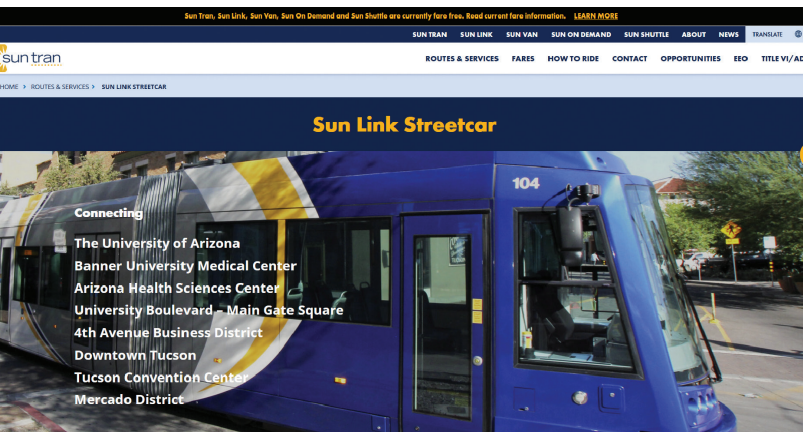 Sun Tran, Sun Link, Sun Van, Sun On Demand and Sun Shuttle are currently fare free. Read current fare information. LEARN MORE
SUN TRAN SUN LINK SUN VAN SUN ON DEMAND SUN SHUTTLE ABOUT NEWS TRANSLATE
sun tran
ROUTES & SERVICES FARES HOW TO RIDE CONTACT OPPORTUNITIES EEO TITLE VI/AD
HOME > ROUTES & SERVICES > SUN LINK STREETCAR
Sun Link Streetcar
104
Connecting
The University of Arizona
Banner University Medical Center
Arizona Health Sciences Center
University Boulevard – Main Gate Square
4th Avenue Business District
Downtown Tucson
Tucson Convention Center
Mercado District